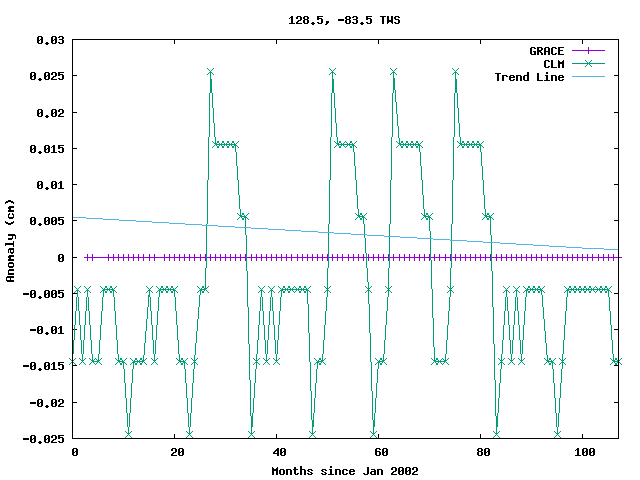 128.5, -83.5 TWS
GRACE
CLM
Trend Line
Anomaly (cm)
0.03
0.025
0.02
0.015
0.01
0.005
0
-0.005
-0.01
-0.015
-0.02
-0.025
0 20 40 60 80 100
Months since Jan 2002